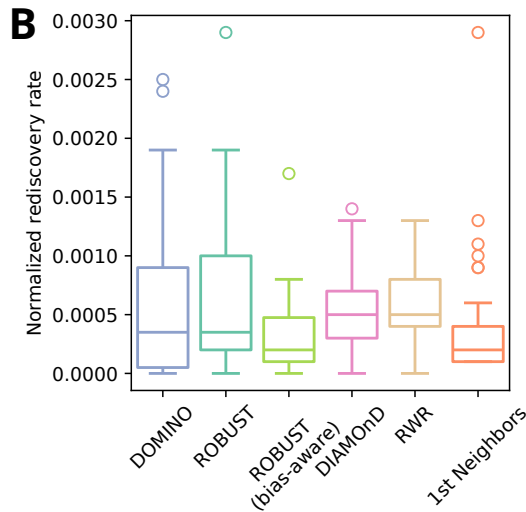 B
Normalized rediscovery rate
0.0030
0.0025
0.0020
0.0015
0.0010
0.0005
0.0000
DOMINO
ROBUST
ROBUST
(bias-aware)
DIAMOnD
RWR
1st Neighbors